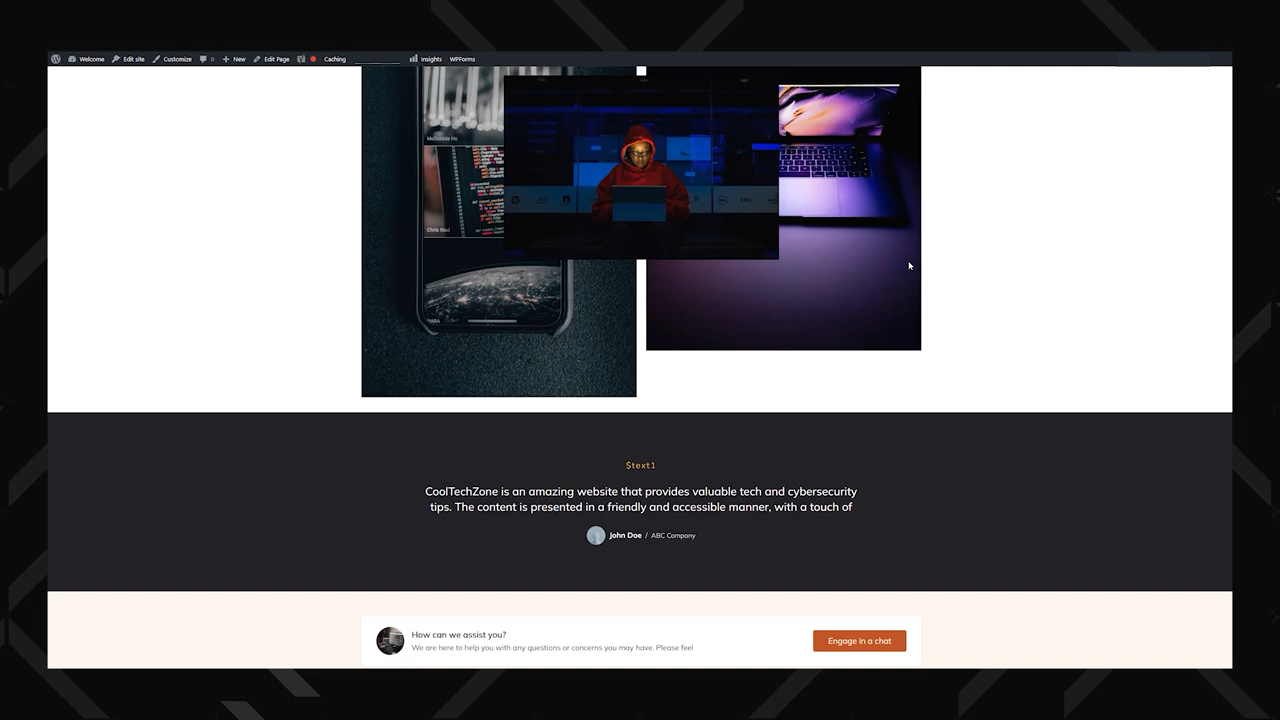 Welcome Edit site Customize 0 New Edit Page Caching Insights WPForms
Chris Ried
NASA
$text1
CoolTechZone is an amazing website that provides valuable tech and cybersecurity
tips. The content is presented in a friendly and accessible manner, with a touch of
John Doe / ABC Company
How can we assist you?
We are here to help you with any questions or concerns you may have. Please feel
Engage in a chat